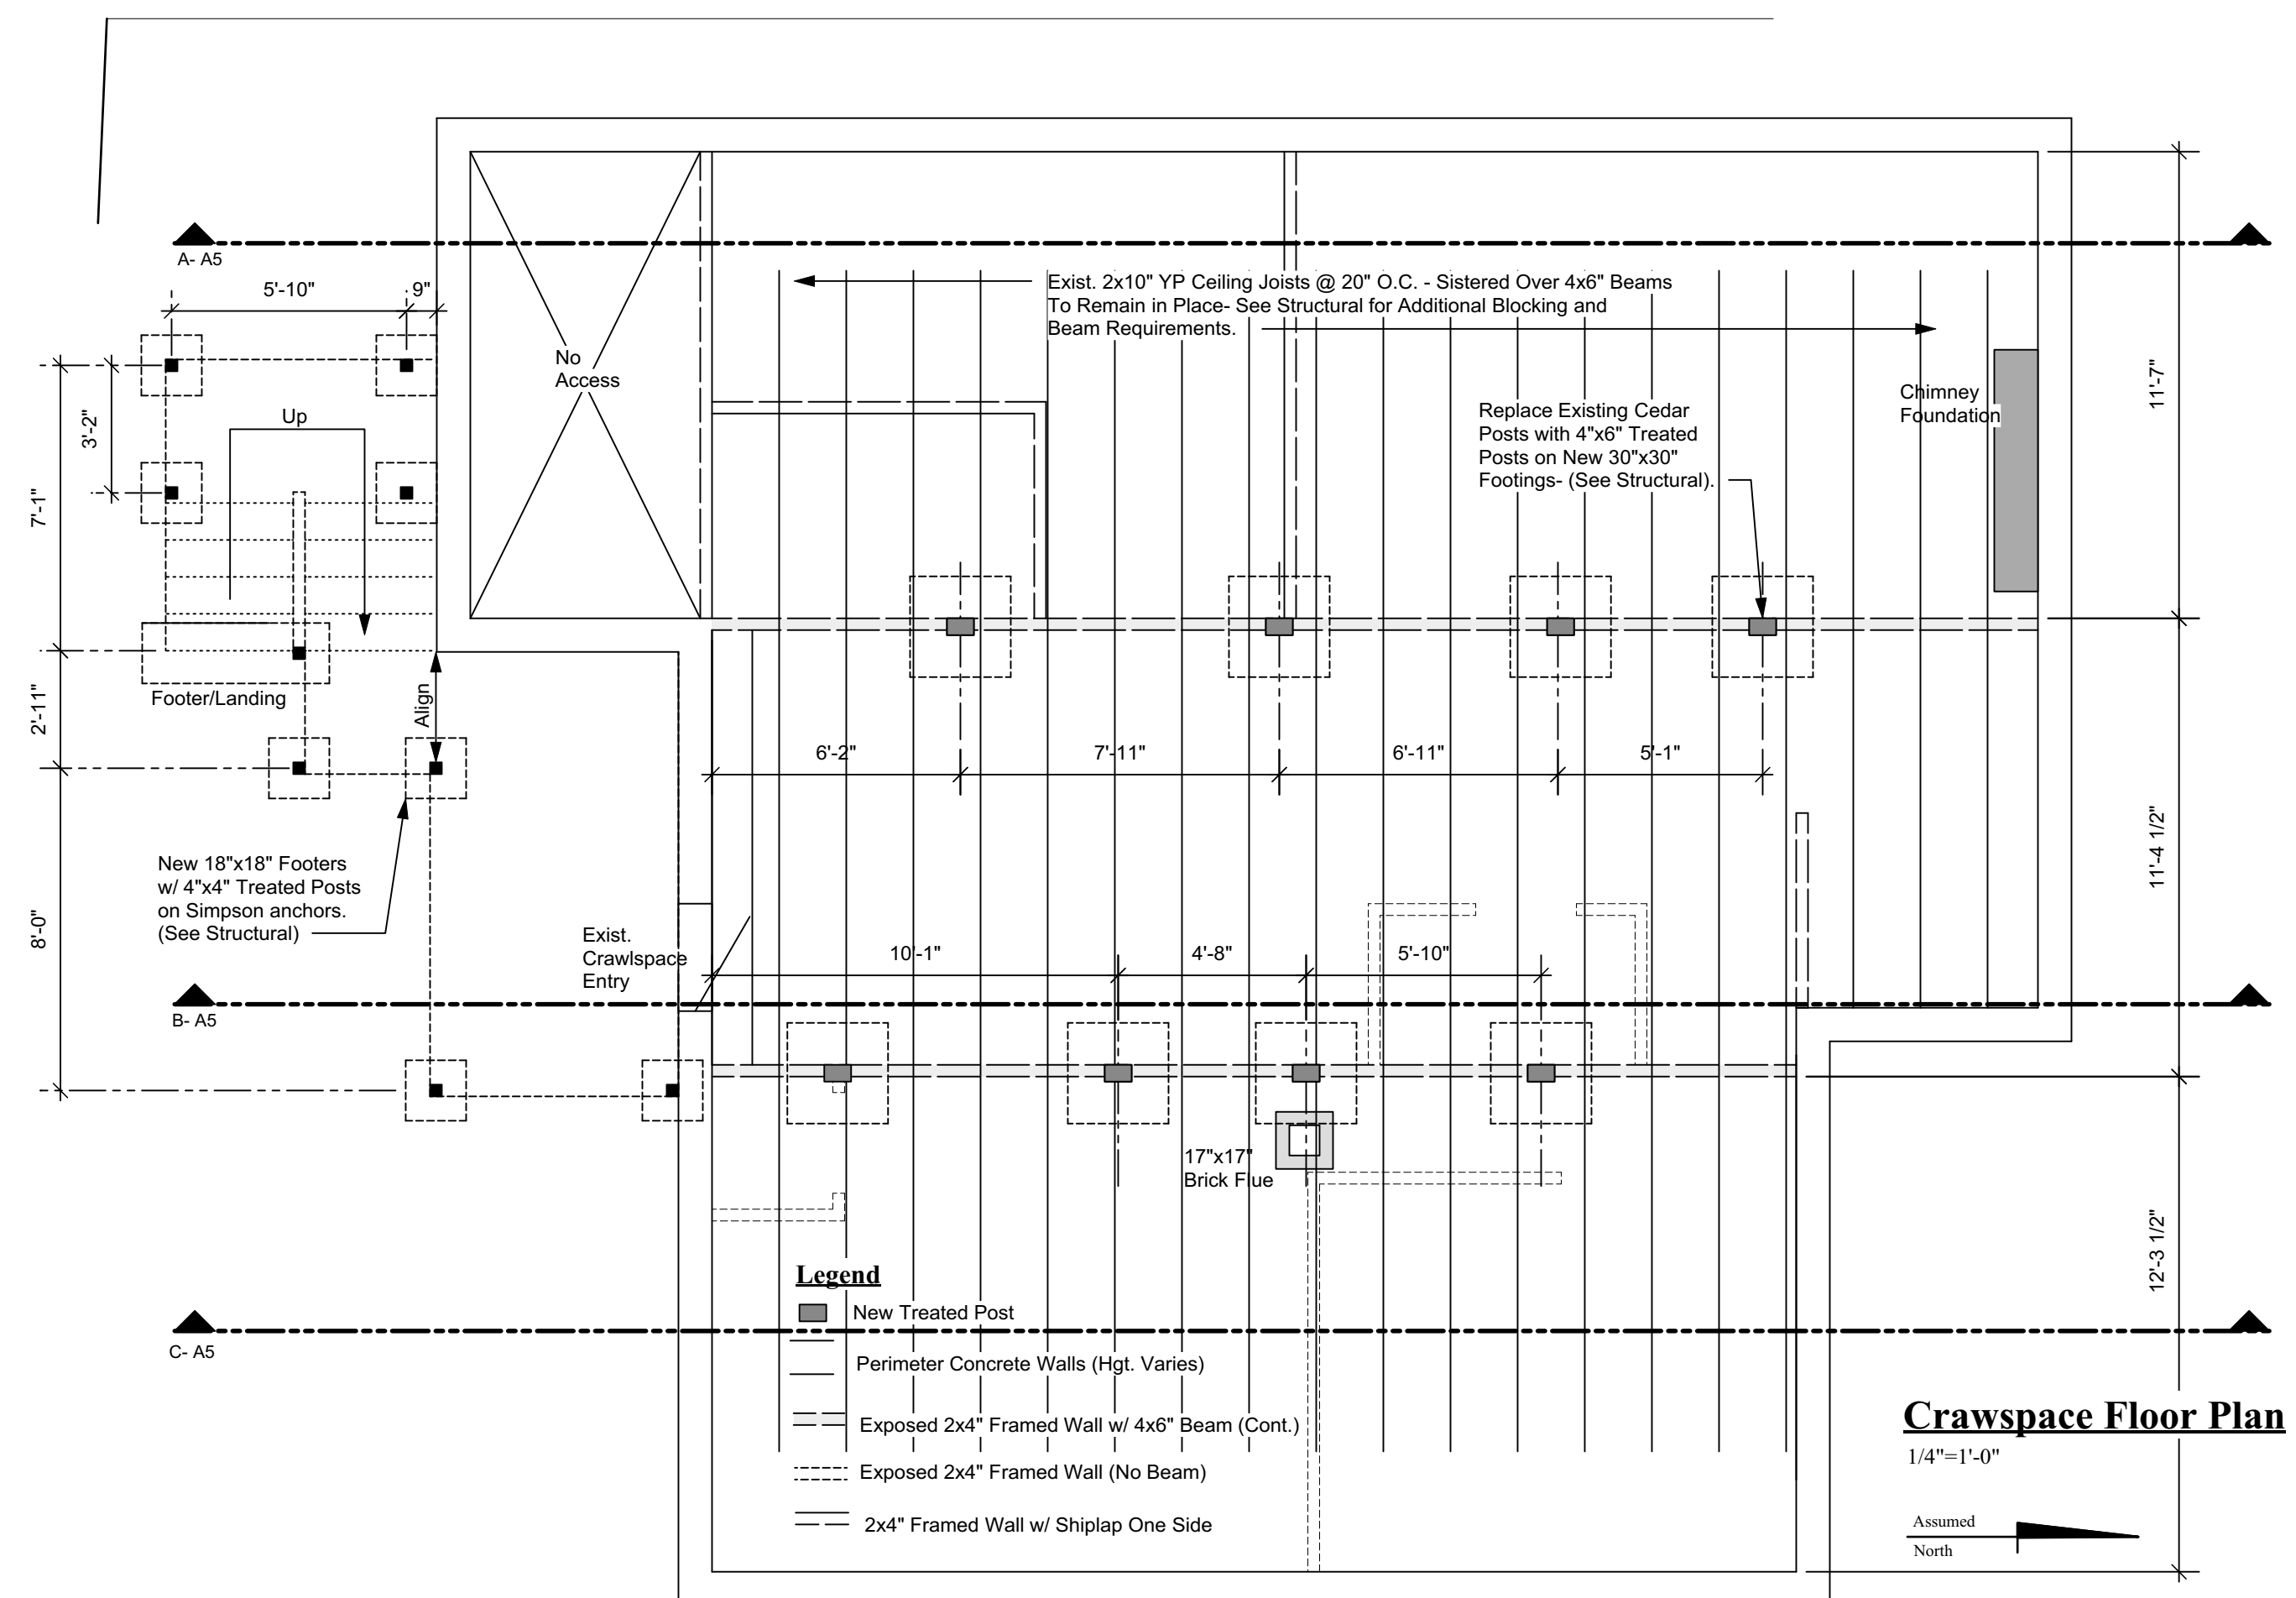 A- A5
5'-10"
9"
Exist. 2x10" YP Ceiling Joists @ 20" O.C. - Sistered Over 4x6" Beams
To Remain in Place- See Structural for Additional Blocking and
Beam Requirements.
No
Access
Up
3'-2"
7'-1"
11'-7"
Chimney
Foundation
Replace Existing Cedar
Posts with 4"x6" Treated
Posts on New 30"x30"
Footings- (See Structural).
Footer/Landing
Align
2'-11"
6'-2"
7'-11"
6'-11"
5'-1"
New 18"x18" Footers
w/ 4"x4" Treated Posts
on Simpson anchors.
(See Structural)
8'-0"
11'-4 1/2"
Exist.
Crawlspace
Entry
10'-1"
4'-8"
5'-10"
B- A5
17"x17"
Brick Flue
12'-3 1/2"
Legend
New Treated Post
C- A5
Perimeter Concrete Walls (Hgt. Varies)
Exposed 2x4" Framed Wall w/ 4x6" Beam (Cont.)
Exposed 2x4" Framed Wall (No Beam)
2x4" Framed Wall w/ Shiplap One Side
Crawspace Floor Plan
1/4"=1'-0"
Assumed
North